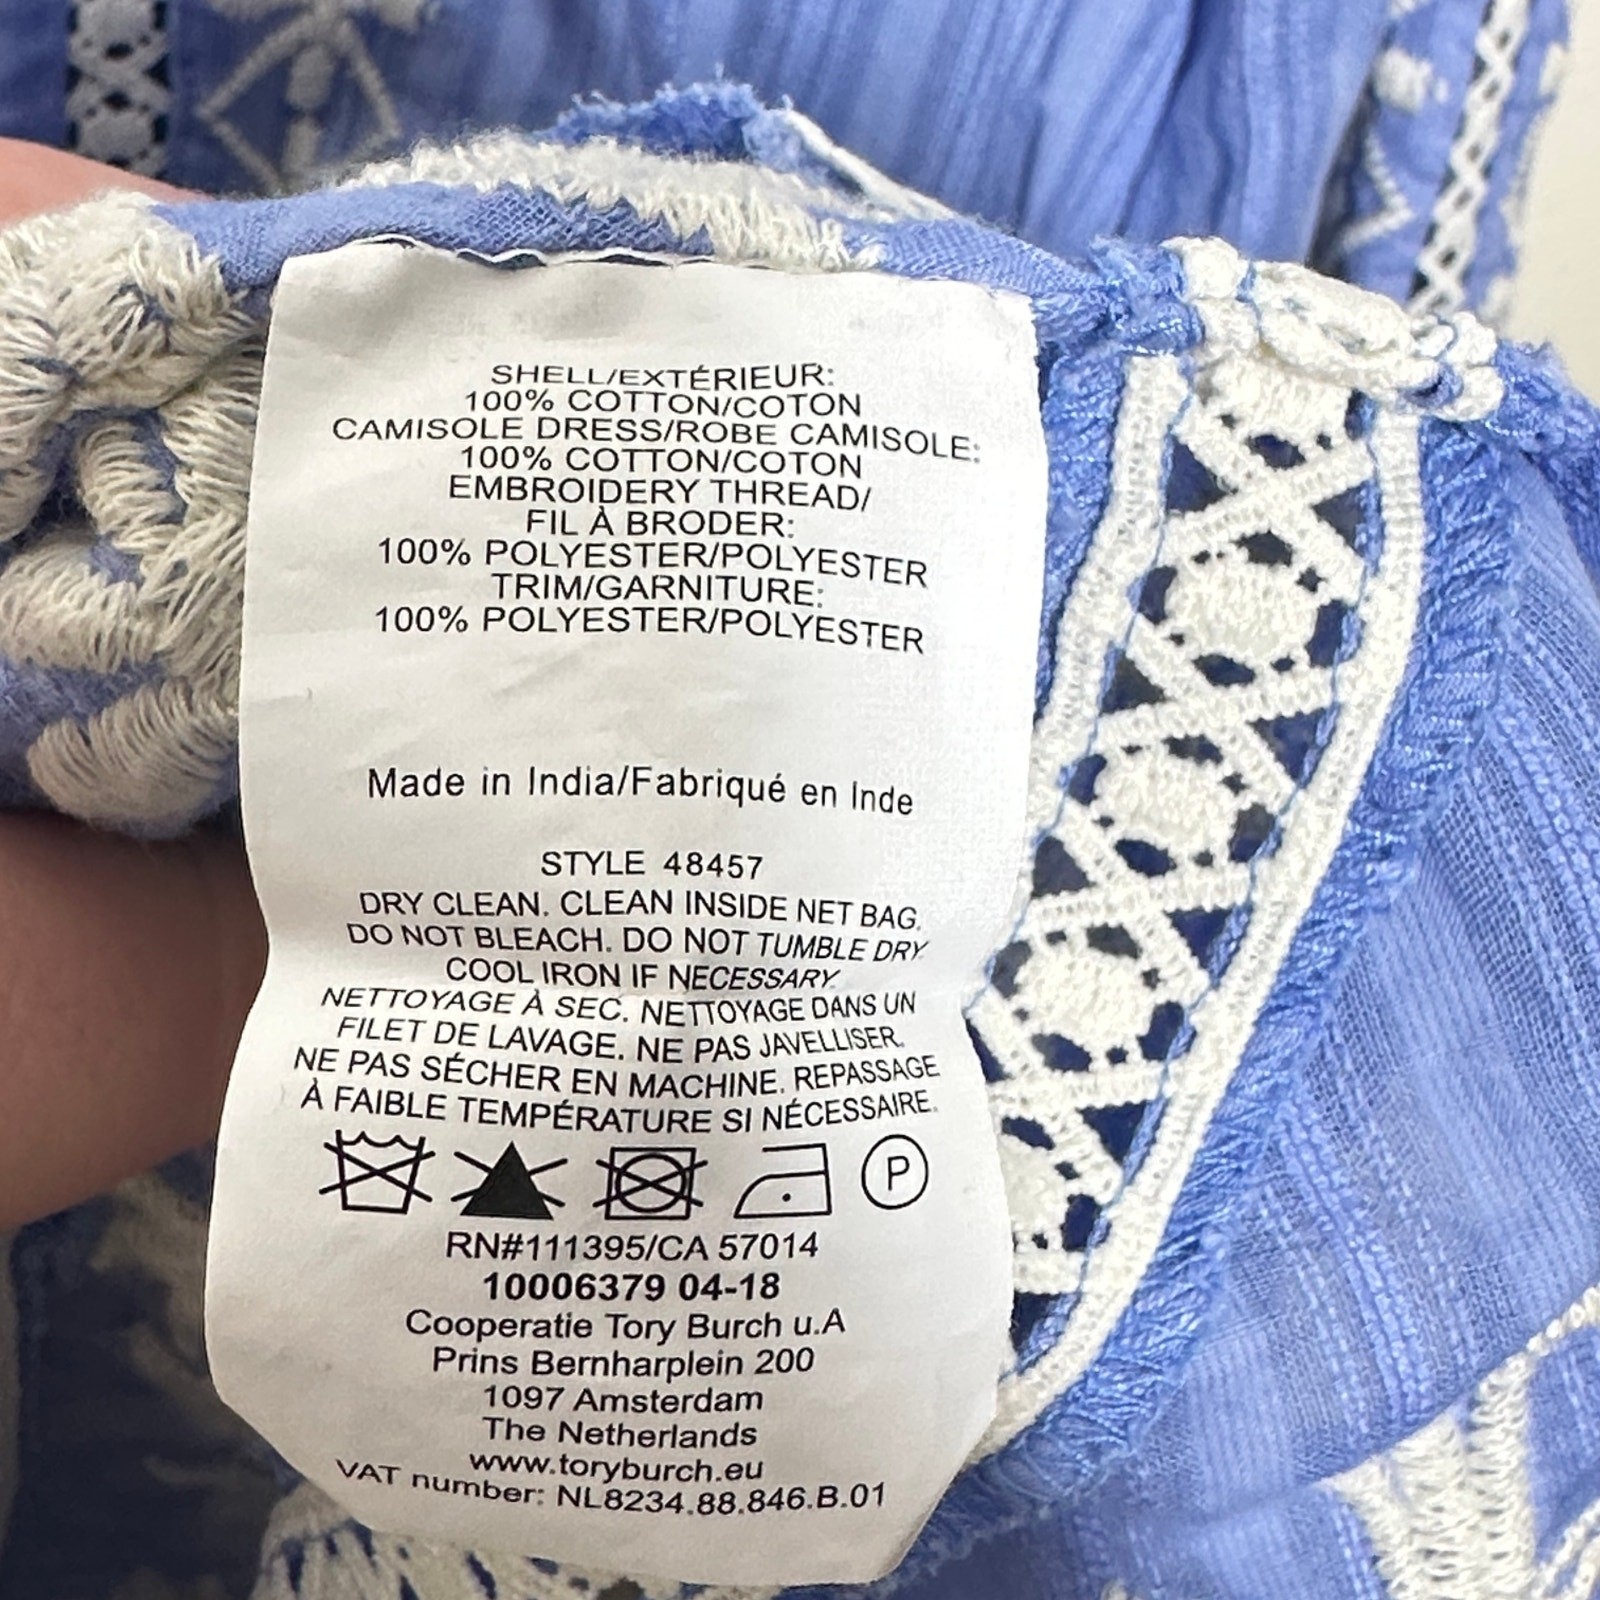 SHELL/EXTÉRIEUR:
100% COTTON/COTON
CAMISOLE DRESS/ROBE CAMISOLE:
100% COTTON/COTON
EMBROIDERY THREAD/
FIL À BRODER:
100% POLYESTER/POLYESTER
TRIM/GARNITURE:
100% POLYESTER/POLYESTER
Made in India/Fabriqué en Inde
STYLE 48457
DRY CLEAN. CLEAN INSIDE NET BAG.
DO NOT BLEACH. DO NOT TUMBLE DRY.
COOL IRON IF NECESSARY.
NETTOYAGE À SEC. NETTOYAGE DANS UN
FILET DE LAVAGE. NE PAS JAVELLISER.
NE PAS SÉCHER EN MACHINE. REPASSAGE
À FAIBLE TEMPÉRATURE SI NÉCESSAIRE.
P
RN#111395/CA 57014
10006379 04-18
Cooperatie Tory Burch u.A
Prins Bernharplein 200
1097 Amsterdam
The Netherlands
www.toryburch.eu
VAT number: NL8234.88.846.B.01